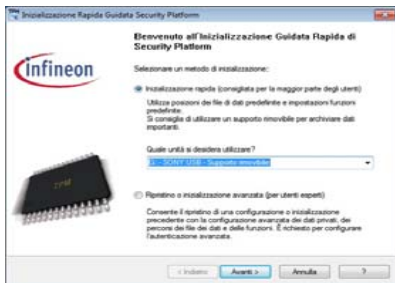 Inizializzazione Rapida Guidata Security Platform
Benvenuto all'Inizializzazione Guidata Rapida di
Security Platform
infineon
Selezionare un metodo di inizializzazione:
Inizializzazione rapida (consigliata per la maggior parte degli utenti)
Utilizza posizioni dei file di dati predefinite e impostazioni funzioni
predefinite.
Si consiglia di utilizzare un supporto rimovibile per archiviare dati
importanti.
Quale unità si desidera utilizzare?
G: - SONY USB - Supporto rimovibile
TPM
Ripristino o inizializzazione avanzata (per utenti esperti)
Consente il ripristino di una configurazione o inizializzazione
precedente con la configurazione avanzata dei dati privati, dei
percorsi dei file dei dati e delle funzioni. È richiesto per configurare
l'autenticazione avanzata.
< Indietro Avanti > Annulla ?